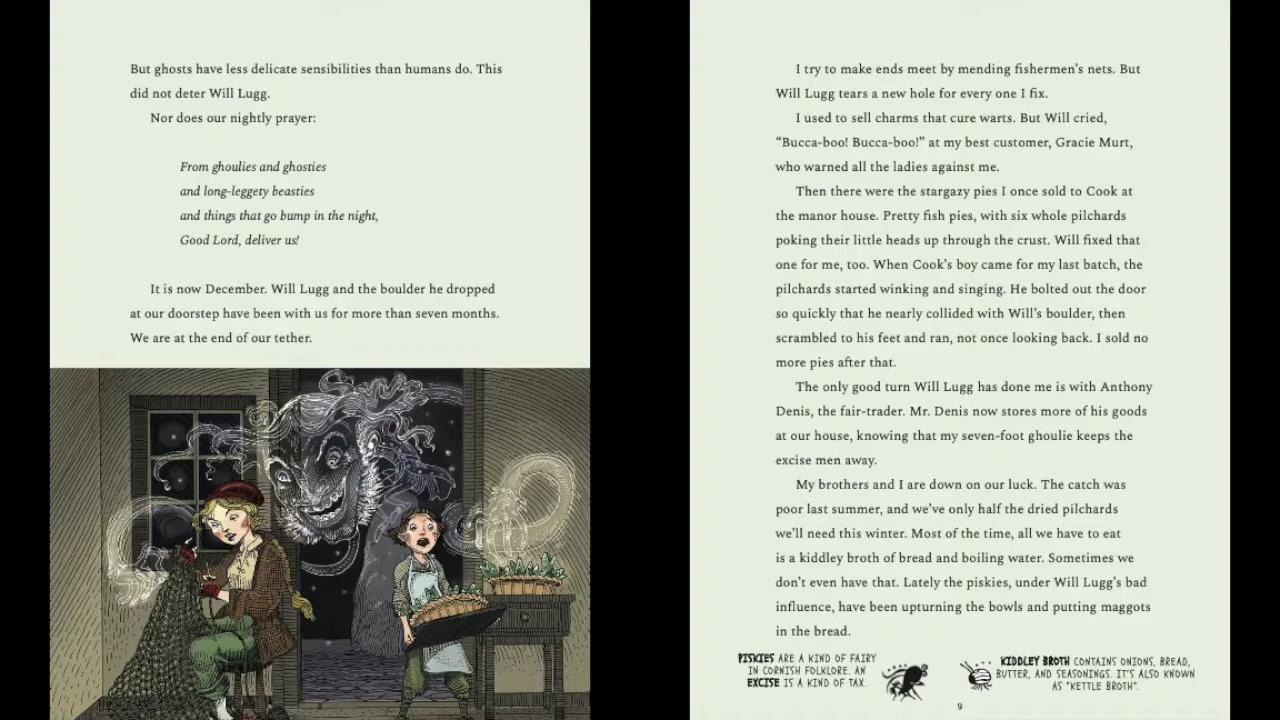 But ghosts have less delicate sensibilities than humans do. This
did not deter Will Lugg.
Nor does our nightly prayer:
From ghoulies and ghosties
and long-leggety beasties
and things that go bump in the night,
Good Lord, deliver us!
It is now December. Will Lugg and the boulder he dropped
at our doorstep have been with us for more than seven months.
We are at the end of our tether.
I try to make ends meet by mending fishermen's nets. But
Will Lugg tears a new hole for every one I fix.
I used to sell charms that cure warts. But Will cried,
“Bucca-boo! Bucca-boo!” at my best customer, Gracie Murt,
who warned all the ladies against me.
Then there were the stargazy pies I once sold to Cook at
the manor house. Pretty fish pies, with six whole pilchards
poking their little heads up through the crust. Will fixed that
one for me, too. When Cook's boy came for my last batch, the
pilchards started winking and singing. He bolted out the door
so quickly that he nearly collided with Will's boulder, then
scrambled to his feet and ran, not once looking back. I sold no
more pies after that.
The only good turn Will Lugg has done me is with Anthony
Denis, the fair-trader. Mr. Denis now stores more of his goods
at our house, knowing that my seven-foot ghoulie keeps the
excise men away.
My brothers and I are down on our luck. The catch was
poor last summer, and we've only half the dried pilchards
we'll need this winter. Most of the time, all we have to eat
is a kiddley broth of bread and boiling water. Sometimes we
don't even have that. Lately the piskies, under Will Lugg's bad
influence, have been upturning the bowls and putting maggots
in the bread.
PISKIES ARE A KIND OF FAIRY
IN CORNISH FOLKLORE. AN
EXCISE IS A KIND OF TAX.
KIDDLEY BROTH CONTAINS ONIONS, BREAD,
BUTTER, AND SEASONINGS. IT'S ALSO KNOWN
AS "KETTLE BROTH".
9